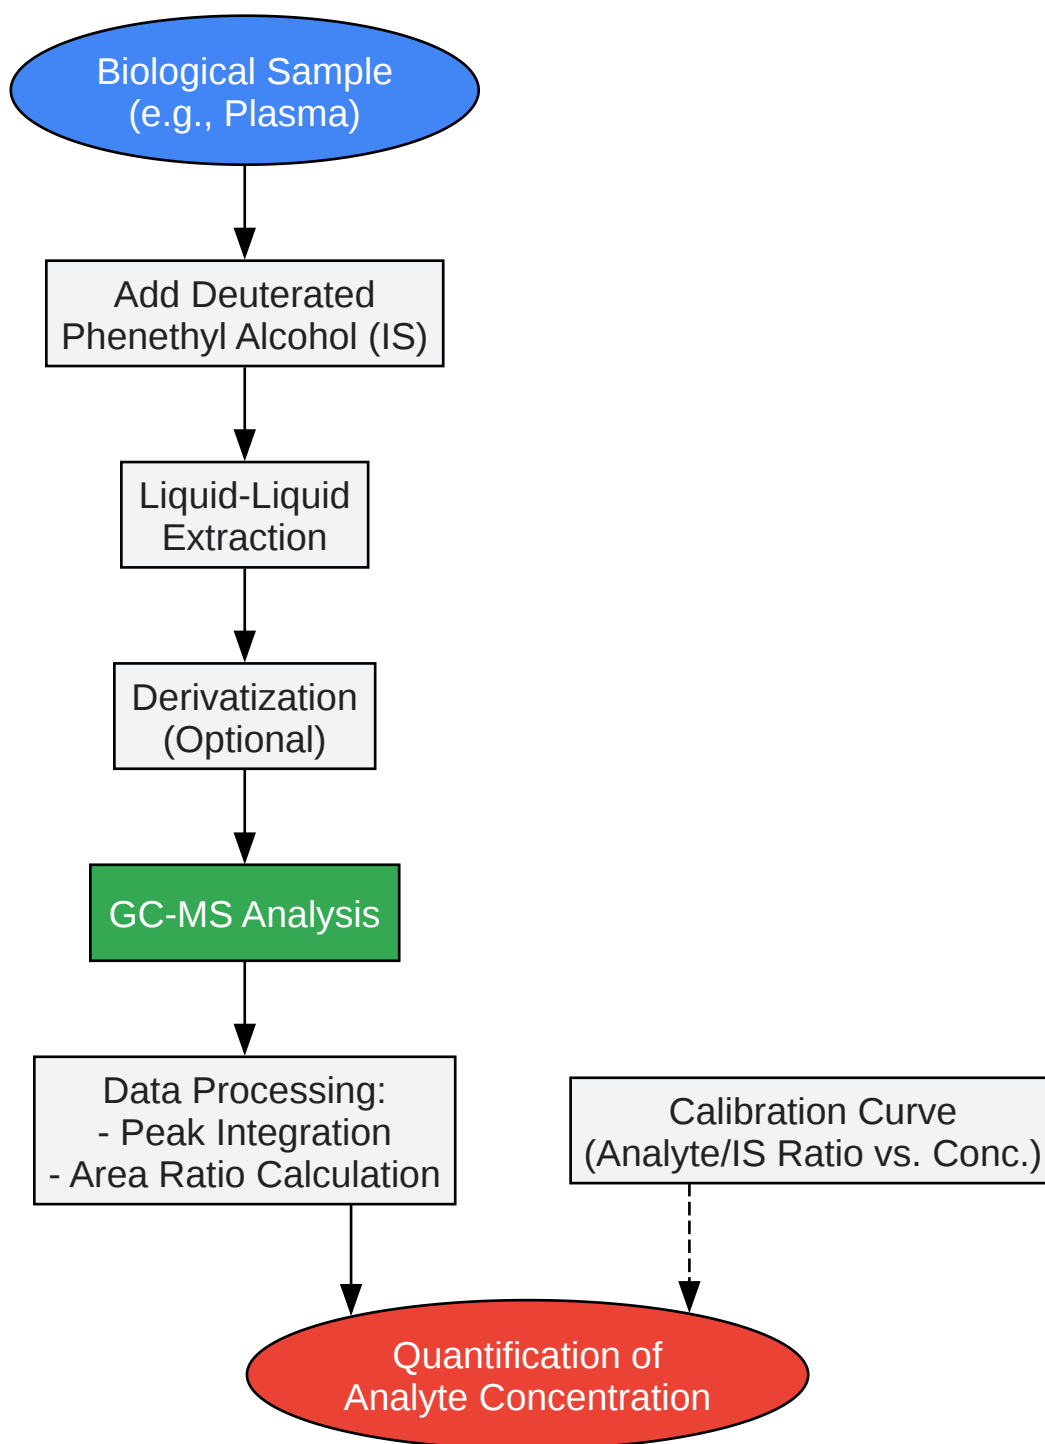 Biological Sample
(e.g., Plasma)
Add Deuterated
Phenethyl Alcohol (IS)
Liquid-Liquid
Extraction
Derivatization
(Optional)
GC-MS Analysis
Data Processing:
- Peak Integration
- Area Ratio Calculation
Calibration Curve
(Analyte/IS Ratio vs. Conc.)
Quantification of
Analyte Concentration